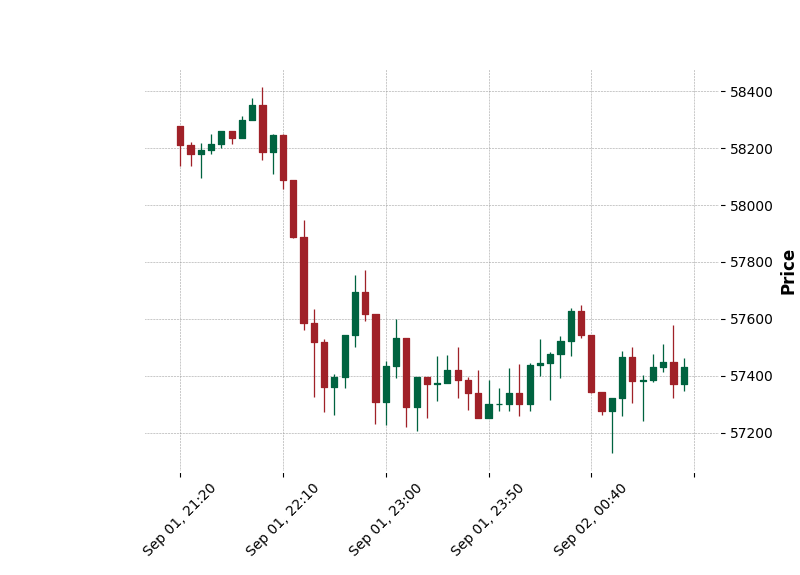 58400
58200
58000
57800
57600
57400
57200
Price
Sep 01, 21:20
Sep 01, 22:10
Sep 01, 23:00
Sep 01, 23:50
Sep 02, 00:40